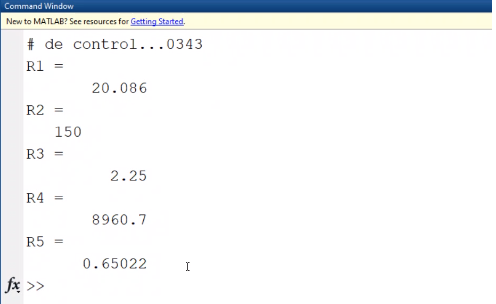 Command Window
New to MATLAB? See resources for Getting Started.
# de control...0343
R1 =
20.086
R2 =
150
R3 =
2.25
R4 =
8960.7
R5 =
0.65022
fx >>